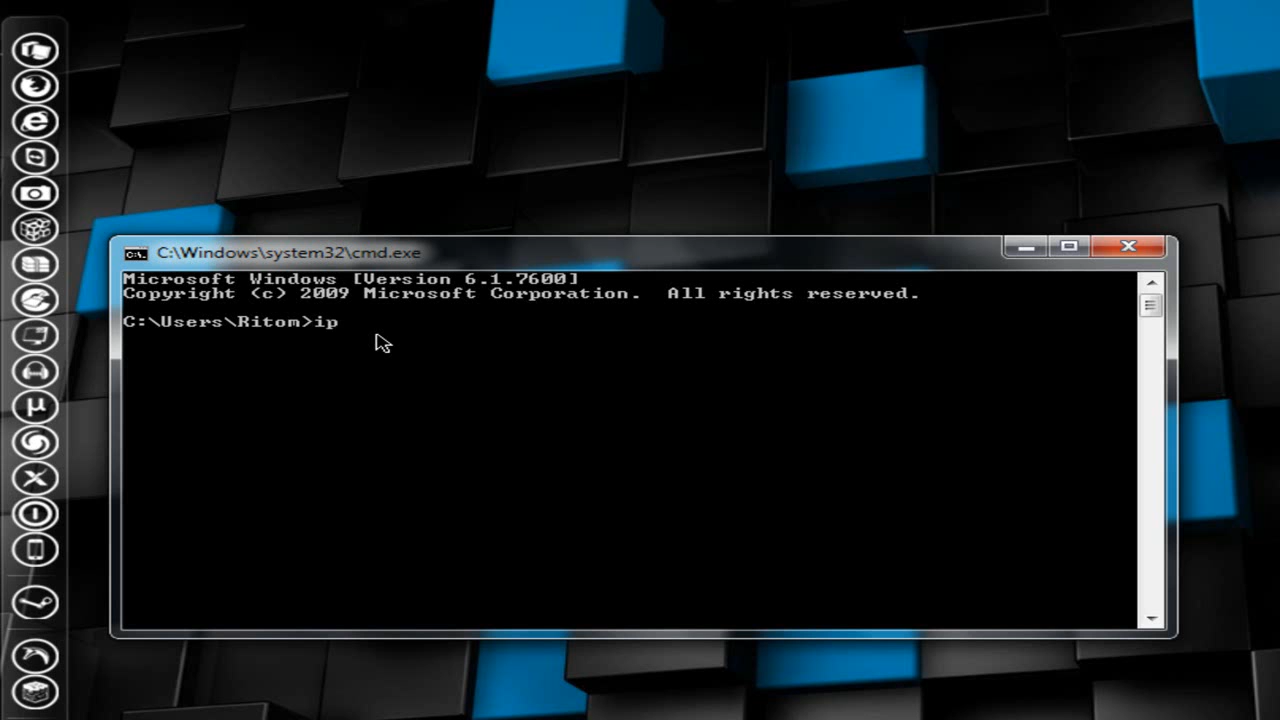 C:\Windows\system32\cmd.exe
Microsoft Windows [Version 6.1.7600]
Copyright (c) 2009 Microsoft Corporation.  All rights reserved.
C:\Users\Ritom>ip